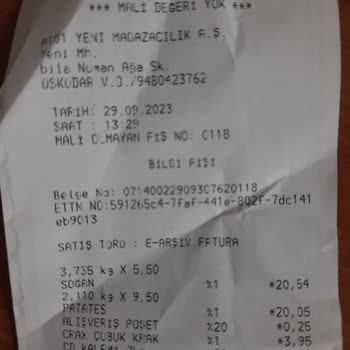 *** MALİ DEĞERİ YOK ***
A101 YENİ MAĞAZACILIK A.Ş.
Yeni Mh.
bila Numan Ağa Sk.
ÜSKÜDAR V.D./9480423762
TARİH: 29.09.2023
SAAT : 13:29
MALİ OLMAYAN FİŞ NO: 0118
BİLGİ FİŞİ
Belge No: 07140022909307620118
ETTN NO:591265c4-7faf-441e-802f-7dc141
eb9013
SATIŞ TÜRÜ : E-ARŞİV FATURA
3,735 kg X 5,50
SOĞAN %1 *20,54
2,110 kg X 9,50
PATATES %1 *20,05
ALIŞVERİŞ POŞET %20 *0,25
CRAX ÇUBUK KRAK %1 *3,95